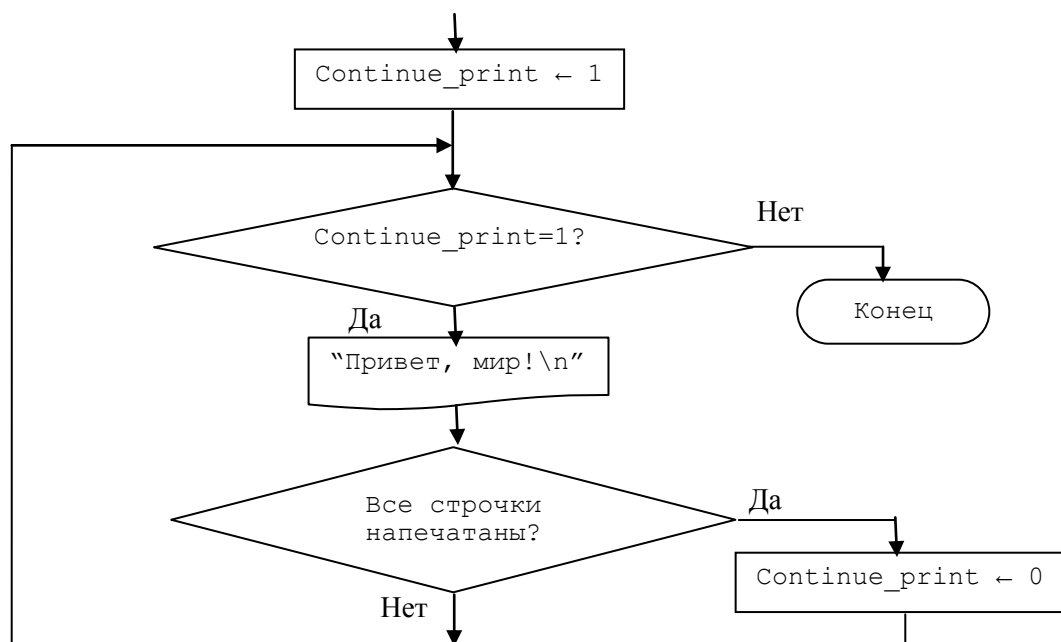 Continue_print ← 1
Continue_print=1?
Нет
Конец
Да
“Привет, мир!\n”
Все строчки
напечатаны?
Да
Continue_print ← 0
Нет